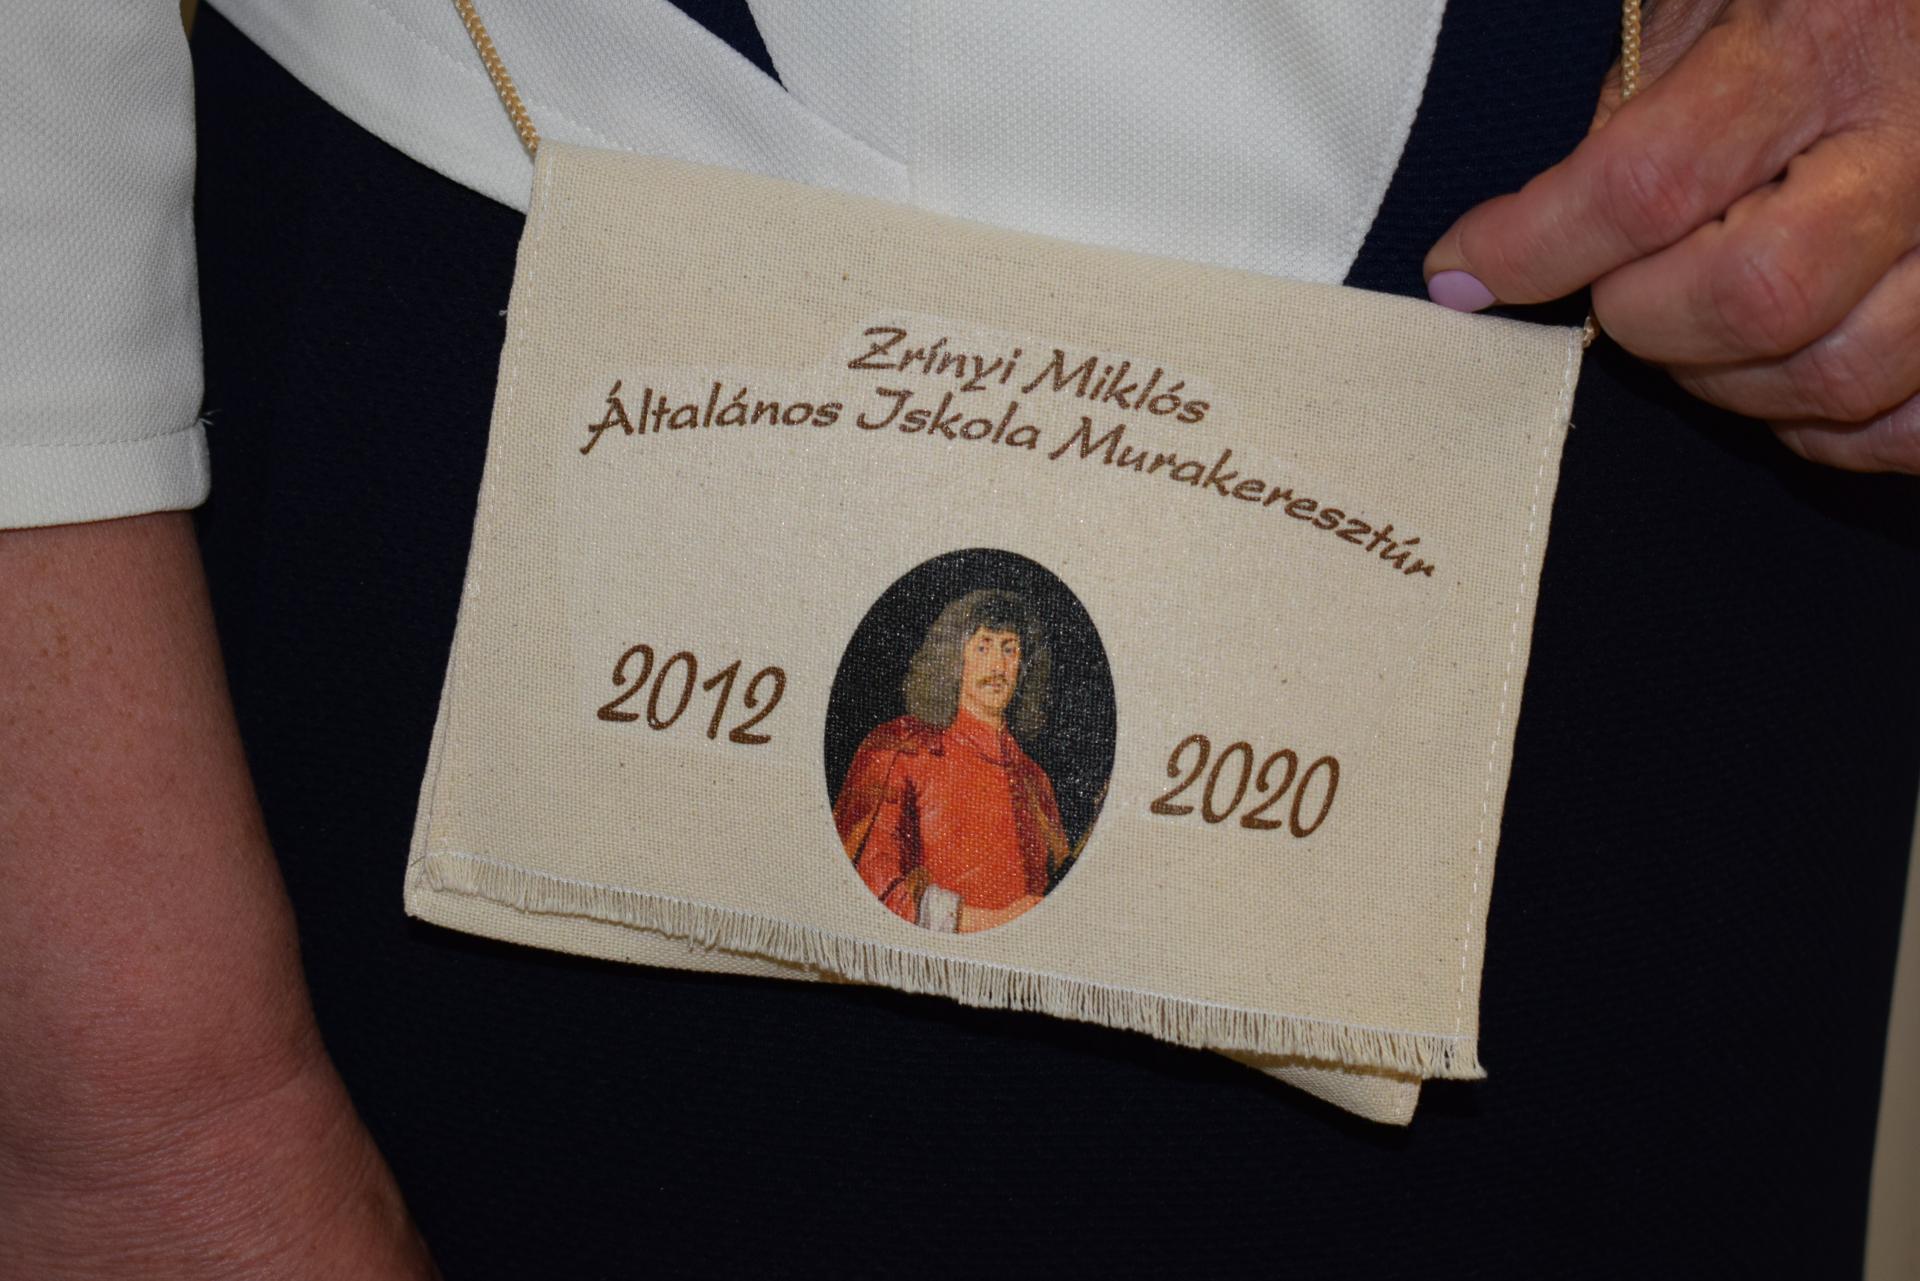 Zrínyi Miklós
Általános Iskola Murakeresztúr
2012
2020